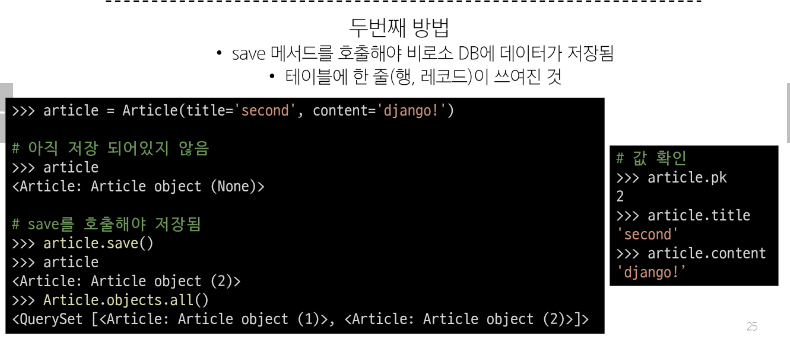 두번째 방법
• save 메서드를 호출해야 비로소 DB에 데이터가 저장됨
• 테이블에 한 줄(행, 레코드)이 쓰여진 것
>>> article = Article(title='second', content='django!')
# 아직 저장 되어있지 않음
>>> article
<Article: Article object (None)>
# save를 호출해야 저장됨
>>> article.save()
>>> article
<Article: Article object (2)>
>>> Article.objects.all()
<QuerySet [<Article: Article object (1)>, <Article: Article object (2)>]>
# 값 확인
>>> article.pk
2
>>> article.title
'second'
>>> article.content
'django!'
25